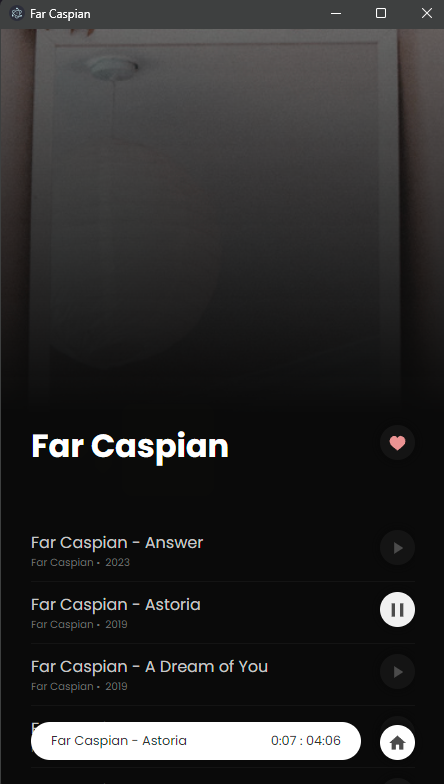 Far Caspian
Far Caspian
Far Caspian - Answer
Far Caspian • 2023
Far Caspian - Astoria
Far Caspian • 2019
Far Caspian - A Dream of You
Far Caspian • 2019
Far Caspian - Astoria 0:07 : 04:06